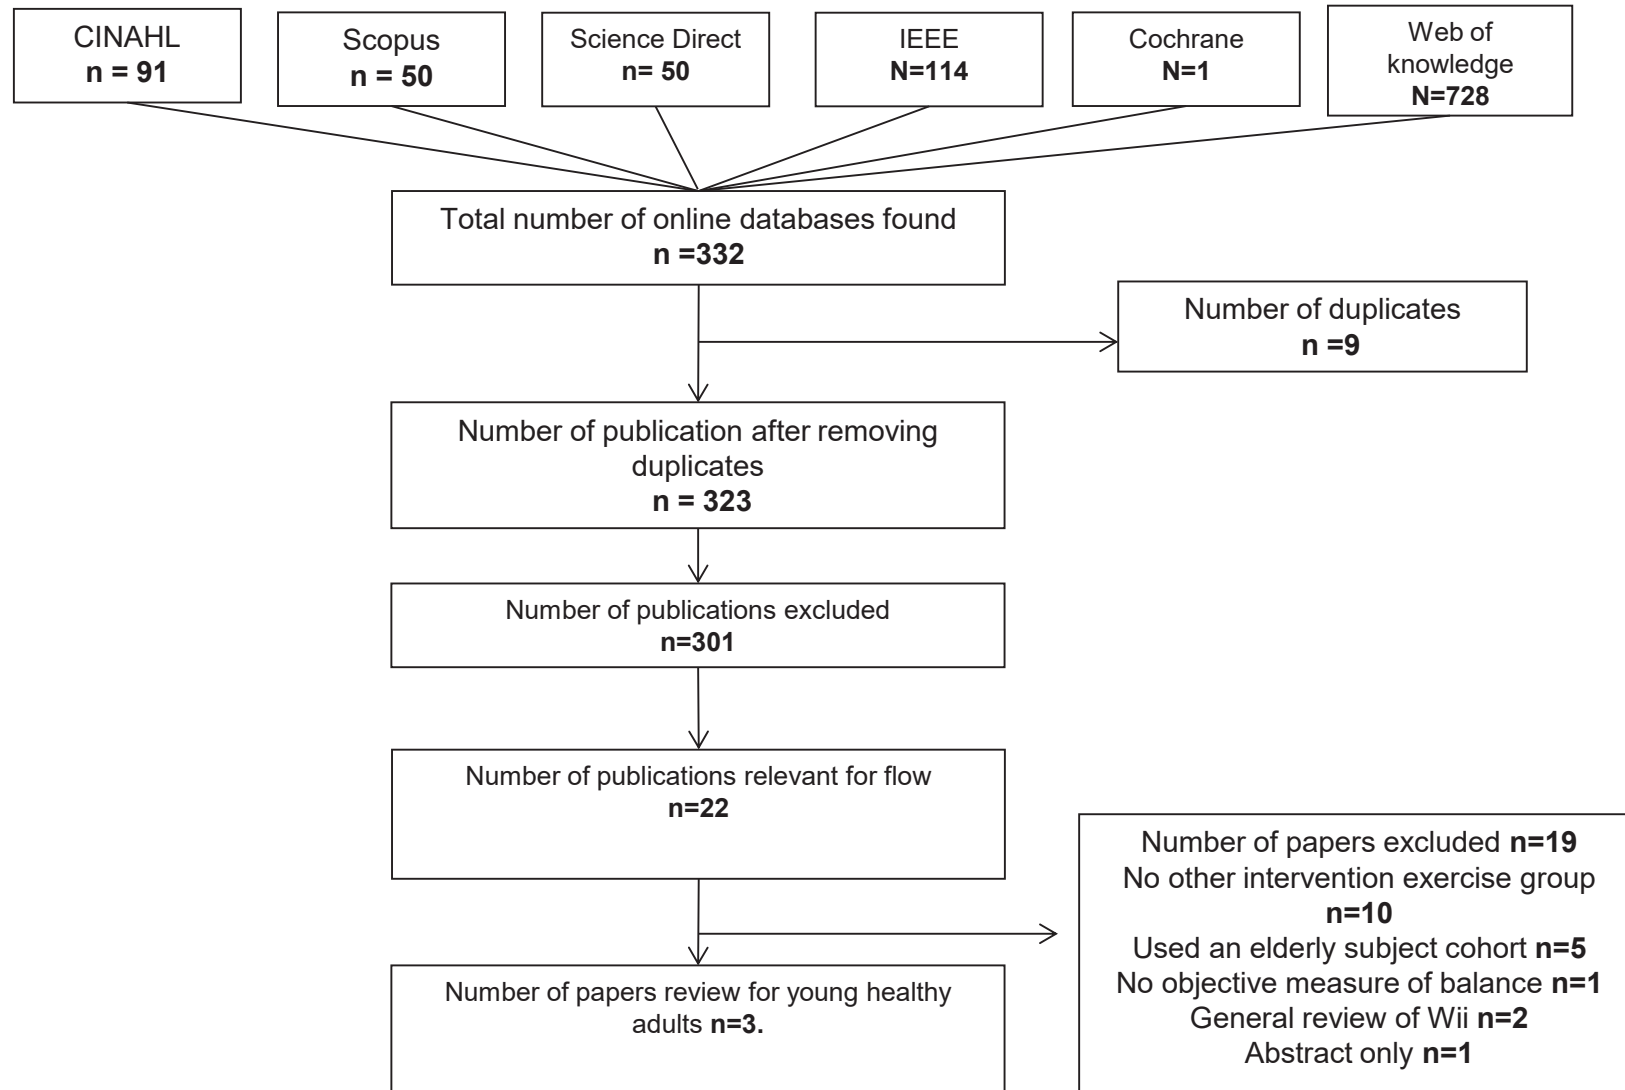 CINAHL
n = 91
Scopus
n = 50
Science Direct
n= 50
IEEE
N=114
Cochrane
N=1
Web of
knowledge
N=728
Total number of online databases found
n =332
Number of duplicates
n =9
Number of publication after removing
duplicates
n = 323
Number of publications excluded
n=301
Number of publications relevant for flow
n=22
Number of papers excluded n=19
No other intervention exercise group
n=10
Used an elderly subject cohort n=5
No objective measure of balance n=1
General review of Wii n=2
Abstract only n=1
Number of papers review for young healthy
adults n=3.